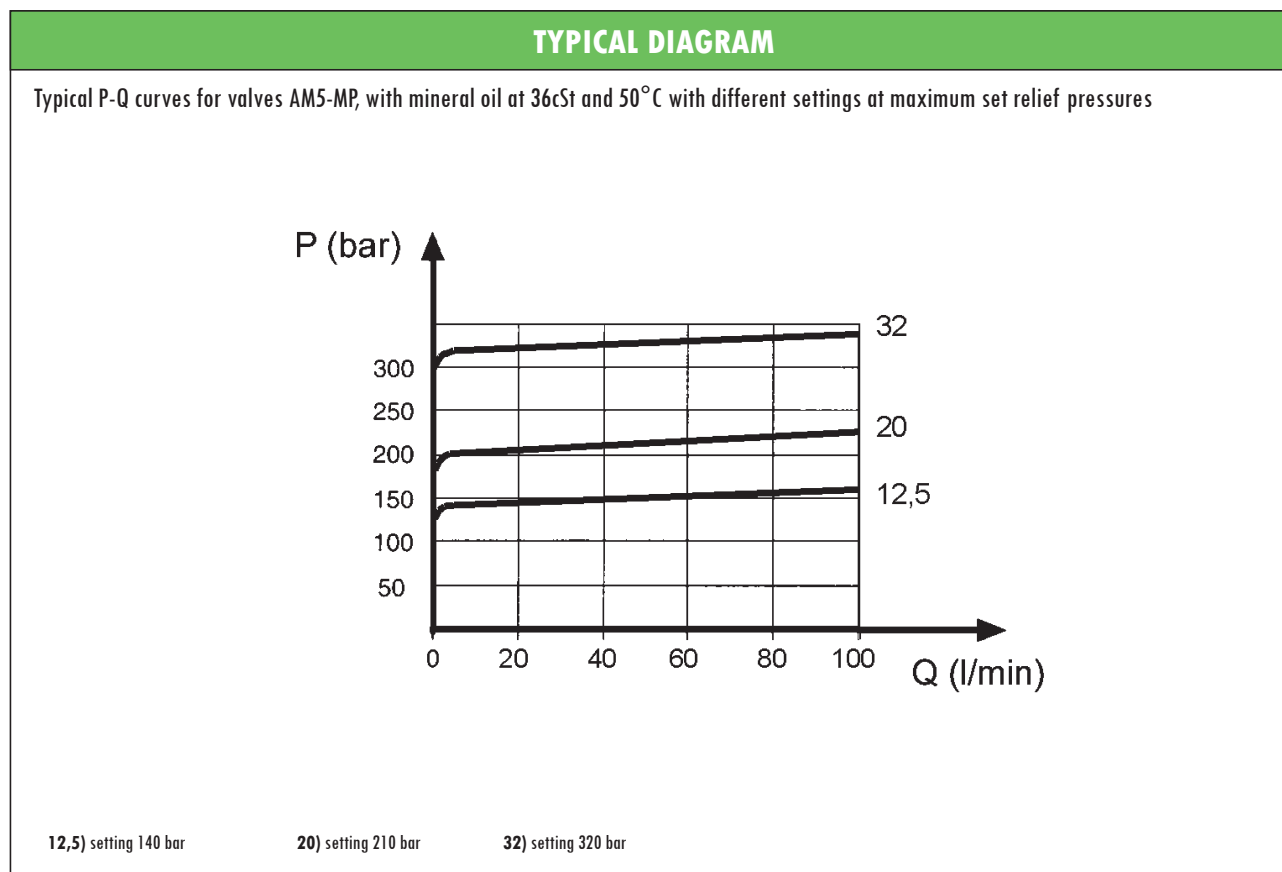 TYPICAL DIAGRAM
Typical P-Q curves for valves AM5-MP, with mineral oil at 36cSt and 50°C with different settings at maximum set relief pressures
P (bar)
32
300
250
20
200
150
12,5
100
50
0 20 40 60 80 100
Q (l/min)
12,5) setting 140 bar 20) setting 210 bar 32) setting 320 bar